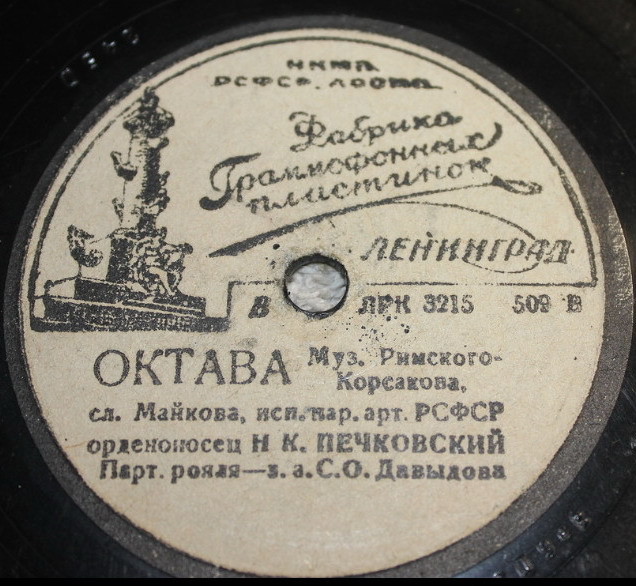 НКМП
РСФСР. ЛООМП
Фабрика
Граммофонных
пластинок
ЛЕНИНГРАД
В ЛРК 3215 509 В
ОКТАВА Муз. Римского-
Корсакова,
сл. Майкова, исп. нар. арт. РСФСР
орденоносец Н К. ПЕЧКОВСКИЙ
Парт. рояля—з. а. С. О. Давыдова